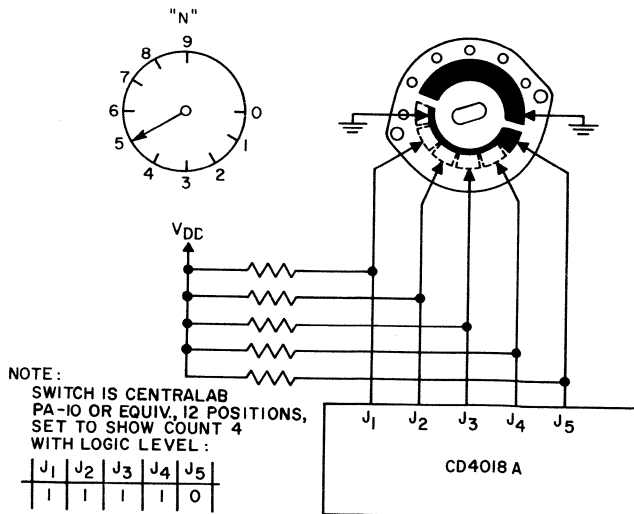 "N"
9
8
7
6
5
4
3
2
1
0
VDD
NOTE:
SWITCH IS CENTRALAB
PA-10 OR EQUIV., 12 POSITIONS,
SET TO SHOW COUNT 4
WITH LOGIC LEVEL:
J1 J2 J3 J4 J5
1 1 1 1 0
J1 J2 J3 J4 J5
CD4018A